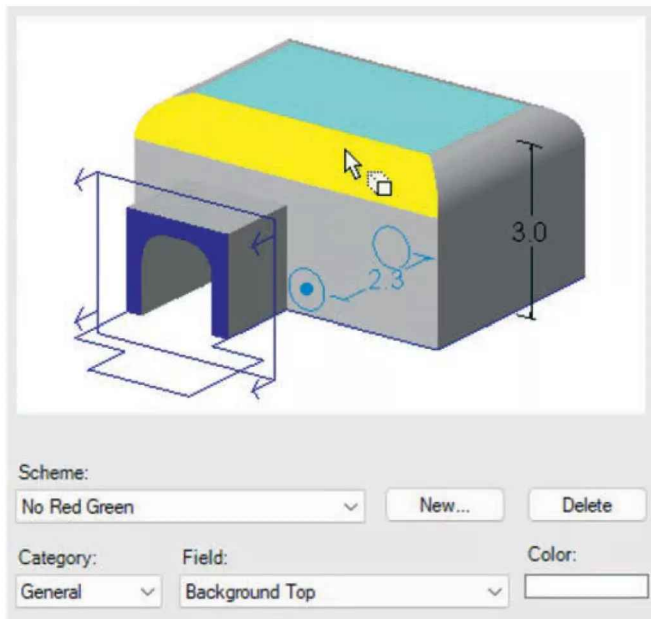 3.0
2.3
Scheme:
No Red Green
New...
Delete
Category:
Field:
Color:
General
Background Top